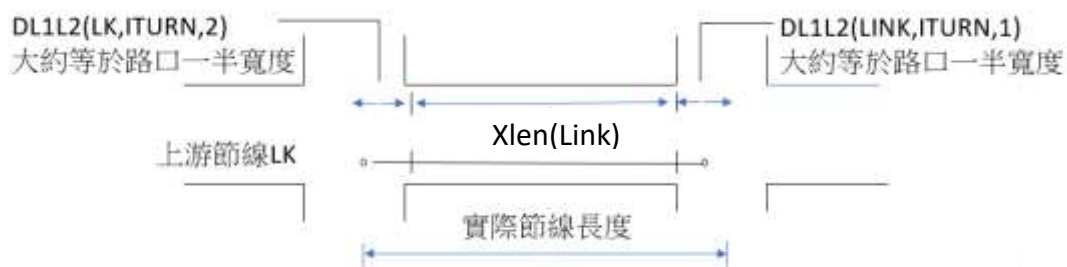 DL1L2(LK,ITURN,2)
大約等於路口一半寬度
DL1L2(LINK,ITURN,1)
大約等於路口一半寬度
Xlen(Link)
上游節線LK
實際節線長度